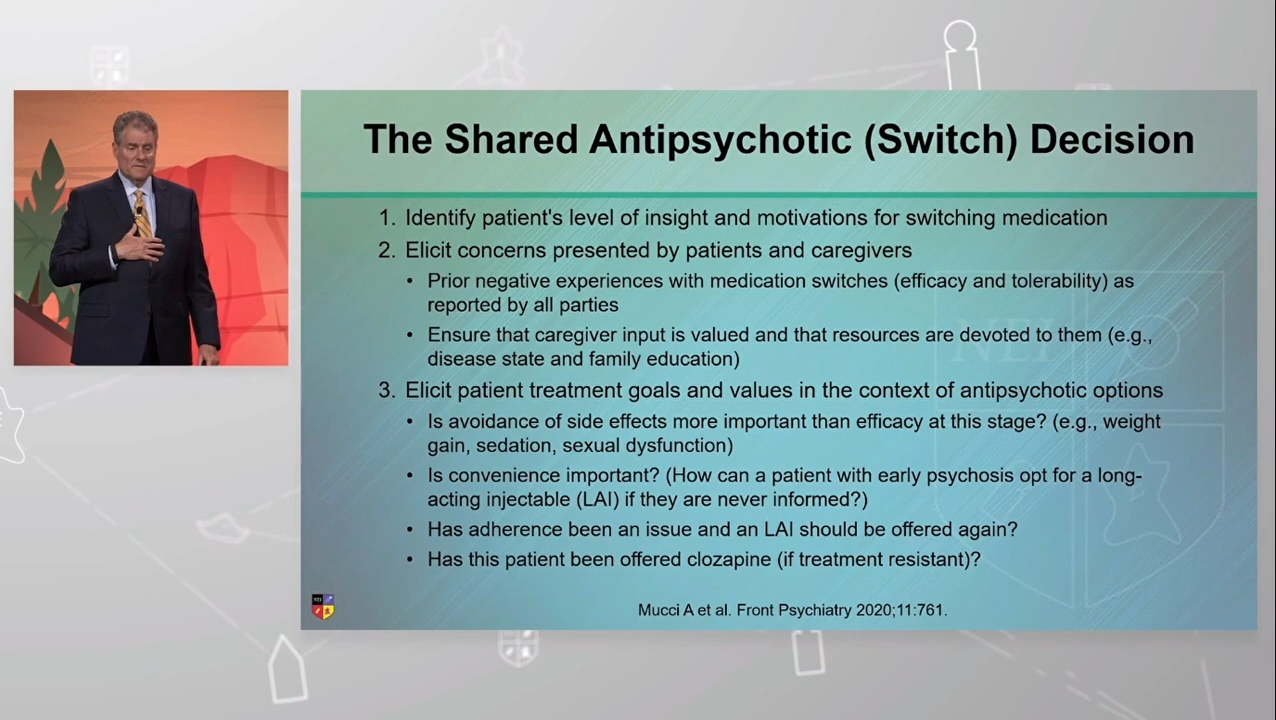 The Shared Antipsychotic (Switch) Decision
1. Identify patient's level of insight and motivations for switching medication
2. Elicit concerns presented by patients and caregivers
• Prior negative experiences with medication switches (efficacy and tolerability) as
reported by all parties
• Ensure that caregiver input is valued and that resources are devoted to them (e.g.,
disease state and family education)
3. Elicit patient treatment goals and values in the context of antipsychotic options
• Is avoidance of side effects more important than efficacy at this stage? (e.g., weight
gain, sedation, sexual dysfunction)
• Is convenience important? (How can a patient with early psychosis opt for a long-
acting injectable (LAI) if they are never informed?)
• Has adherence been an issue and an LAI should be offered again?
• Has this patient been offered clozapine (if treatment resistant)?
NEI
NEI
Mucci A et al. Front Psychiatry 2020;11:761.